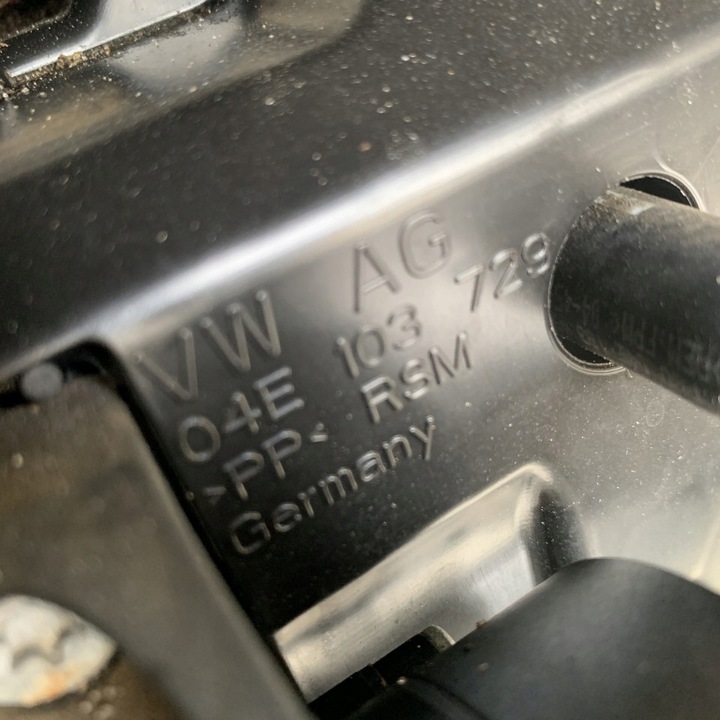 VW AG
04E 103 729
>PP< RSM
Germany